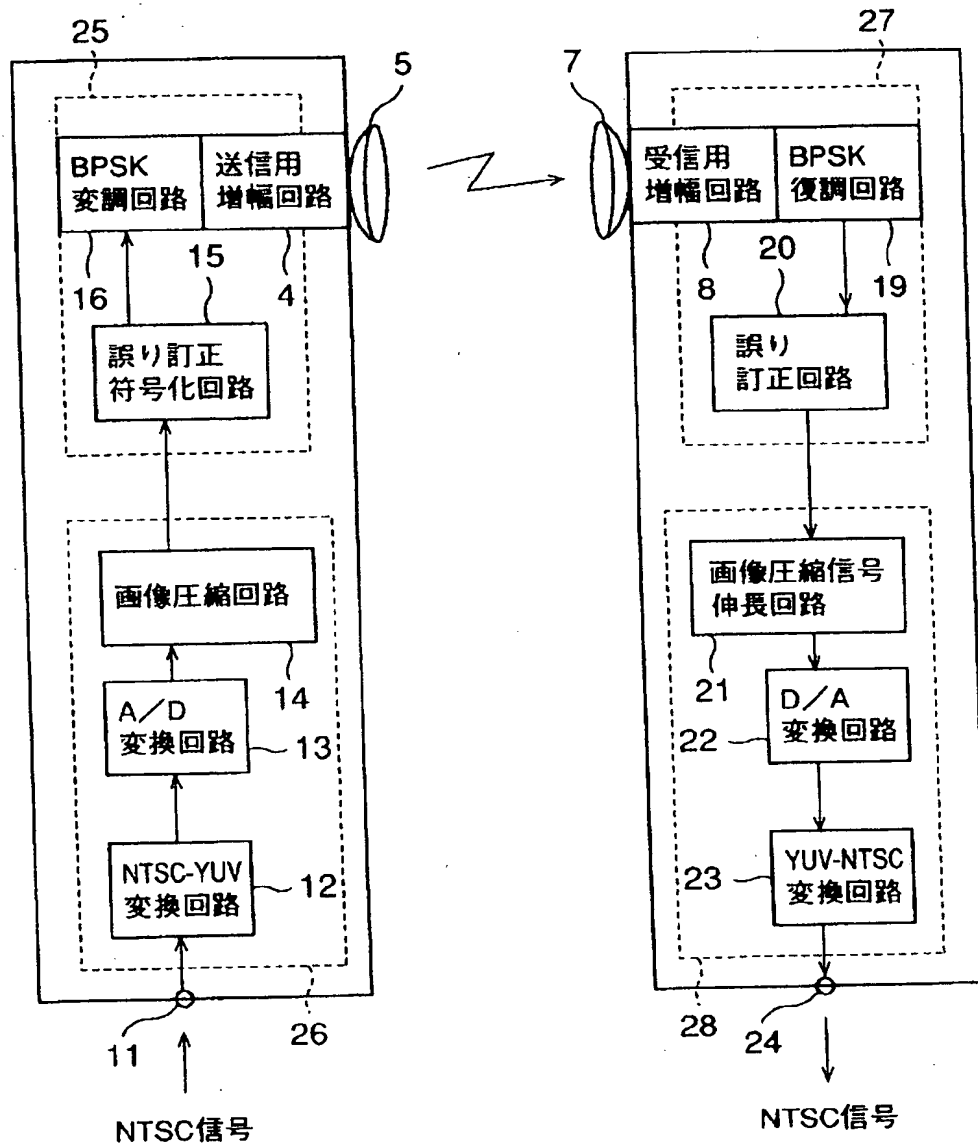 25
5
BPSK
変調回路
送信用
増幅回路
16
15
4
誤り訂正
符号化回路
画像圧縮回路
14
A/D
変換回路
13
NTSC-YUV
変換回路
12
11
26
NTSC信号
27
7
受信用
増幅回路
BPSK
復調回路
8
20
19
誤り
訂正回路
画像圧縮信号
伸長回路
21
D/A
変換回路
22
YUV-NTSC
変換回路
23
28
24
NTSC信号